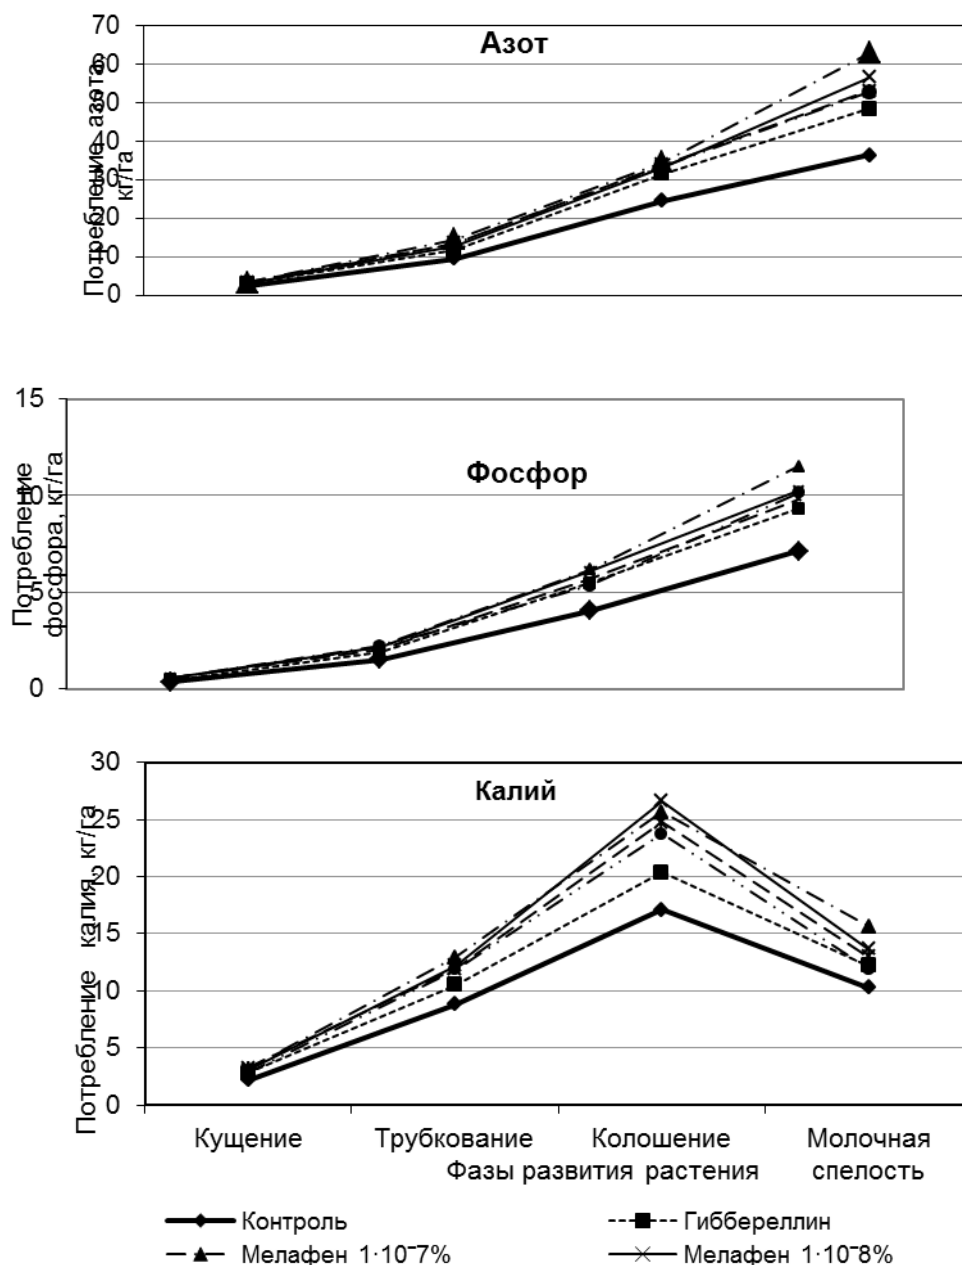 Азот
Потребление азота,
кг/га
70
60
50
40
30
20
10
0
Фосфор
Потребление
фосфора, кг/га
15
10
5
0
Калий
Потребление калия, кг/га
30
25
20
15
10
5
0
Кущение Трубкование Колошение Молочная
спелость
Фазы развития растения
Контроль Гиббереллин
Мелафен 1·10⁻7% Мелафен 1·10⁻8%